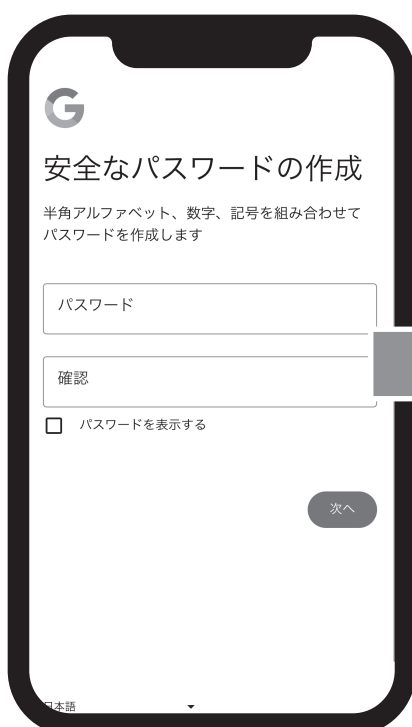 G
安全なパスワードの作成
半角アルファベット、数字、記号を組み合わせて
パスワードを作成します
パスワード
確認
パスワードを表示する
次へ
日本語